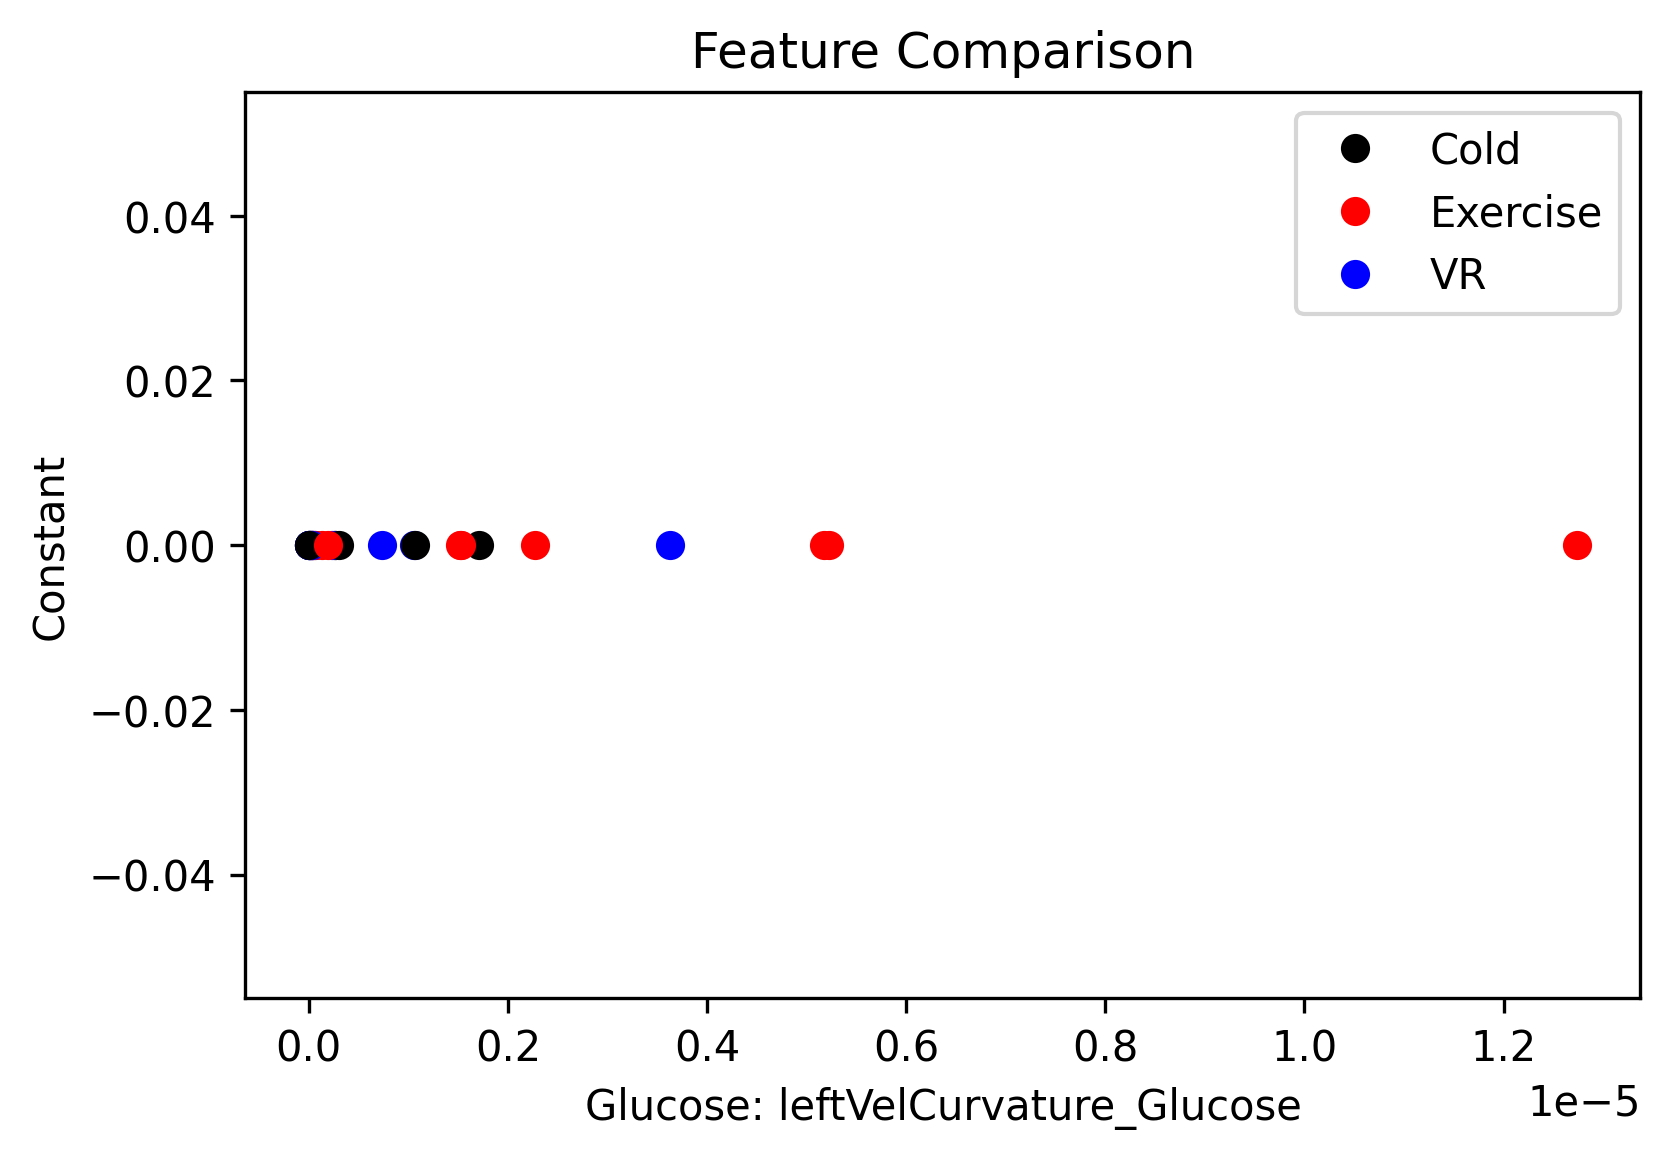 Feature Comparison
Cold
Exercise
VR
0.04
0.02
0.00
−0.02
−0.04
Constant
0.0 0.2 0.4 0.6 0.8 1.0 1.2
1e−5
Glucose: leftVelCurvature_Glucose